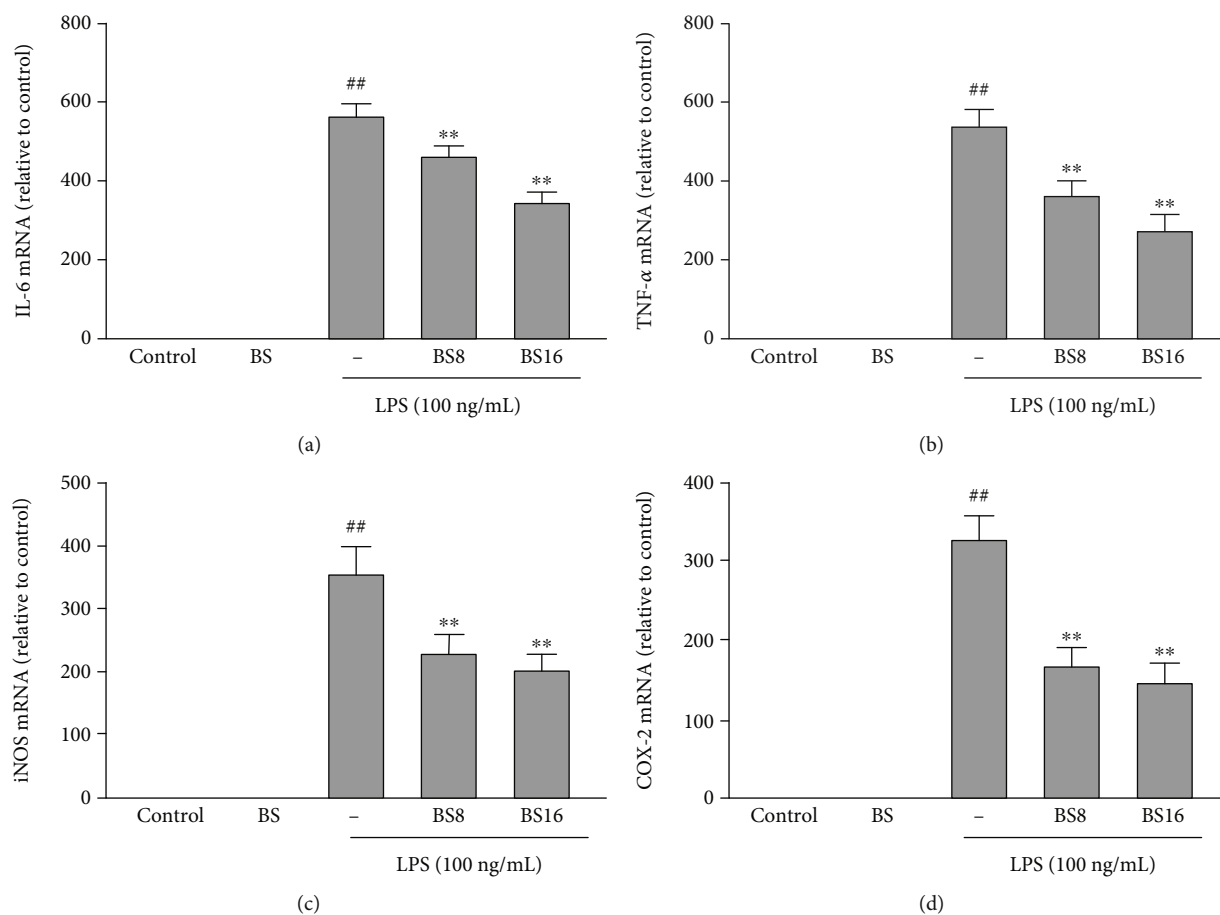 IL-6 mRNA (relative to control)
800
600
400
200
0
##
**
**
Control BS – BS8 BS16
LPS (100 ng/mL)
(a)
TNF-α mRNA (relative to control)
800
600
400
200
0
##
**
**
Control BS – BS8 BS16
LPS (100 ng/mL)
(b)
iNOS mRNA (relative to control)
500
400
300
200
100
0
##
**
**
Control BS – BS8 BS16
LPS (100 ng/mL)
(c)
COX-2 mRNA (relative to control)
400
300
200
100
0
##
**
**
Control BS – BS8 BS16
LPS (100 ng/mL)
(d)